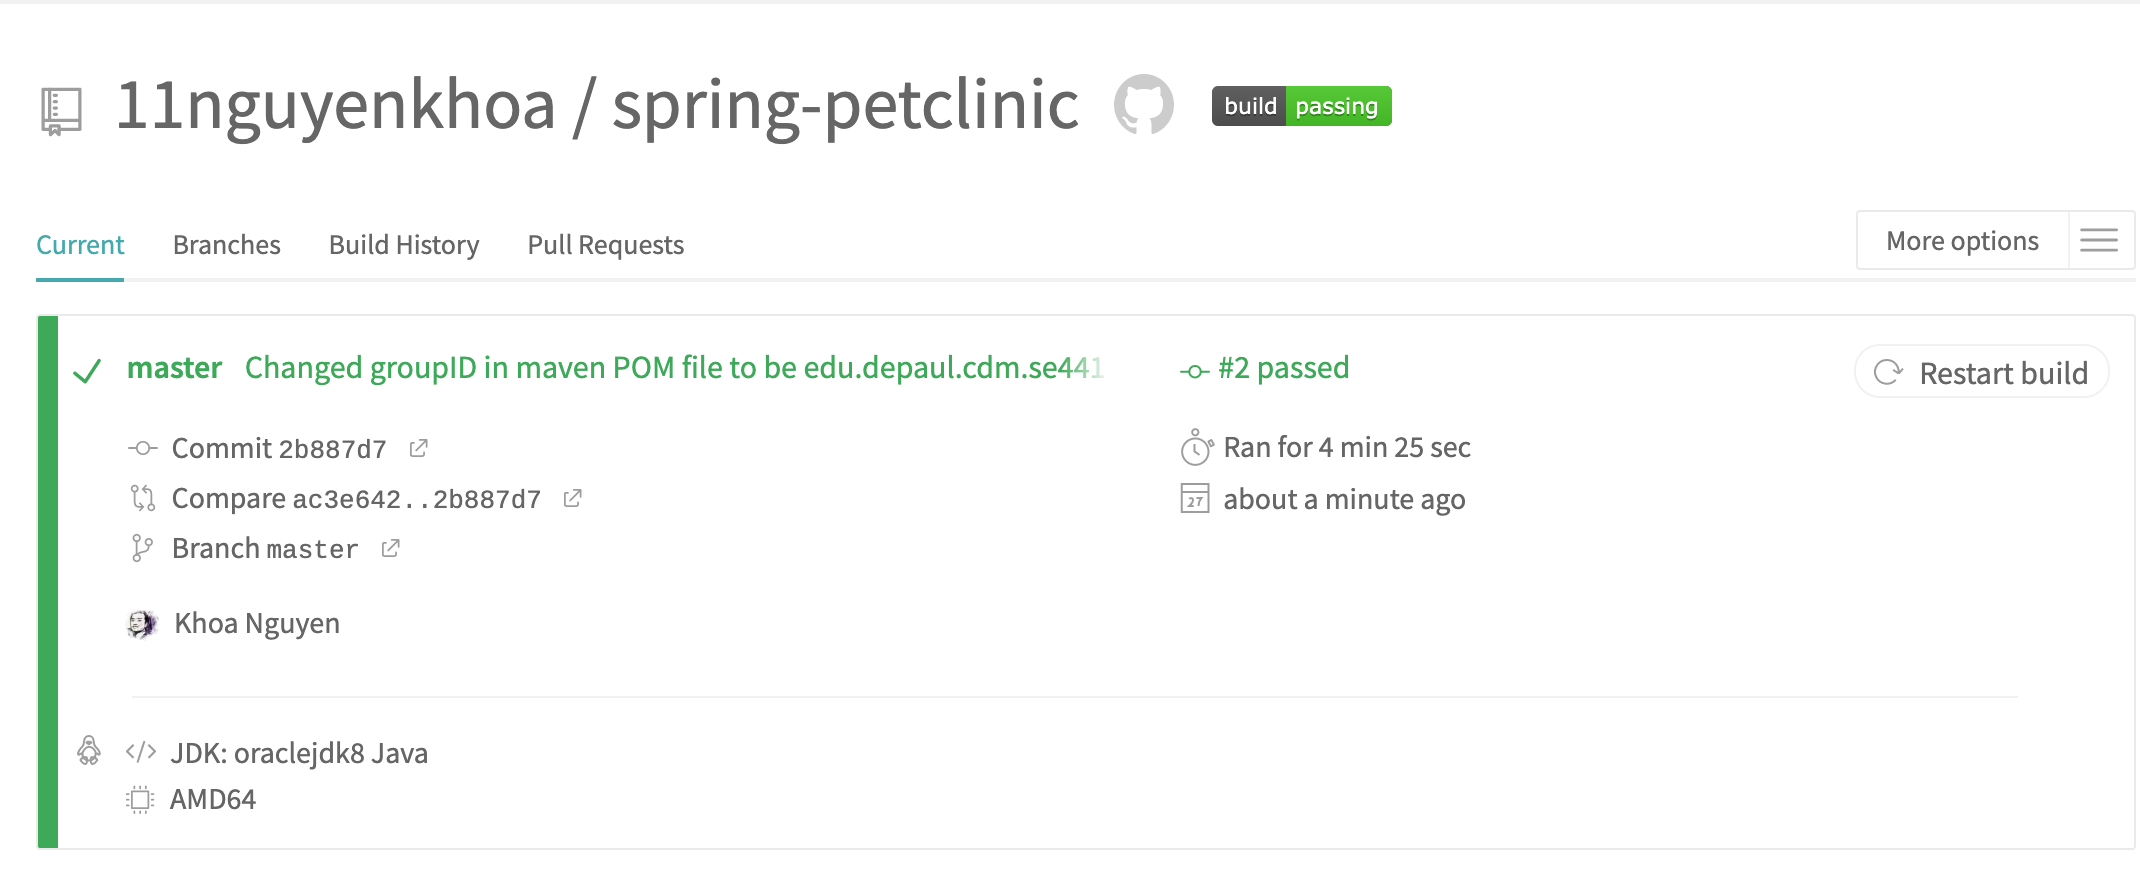 11nguyenkhoa / spring-petclinic build passing
Current Branches Build History Pull Requests More options
master Changed groupID in maven POM file to be edu.depaul.cdm.se441 #2 passed Restart build
Commit 2b887d7 Ran for 4 min 25 sec
Compare ac3e642..2b887d7 27 about a minute ago
Branch master
Khoa Nguyen
</> JDK: oraclejdk8 Java
AMD64